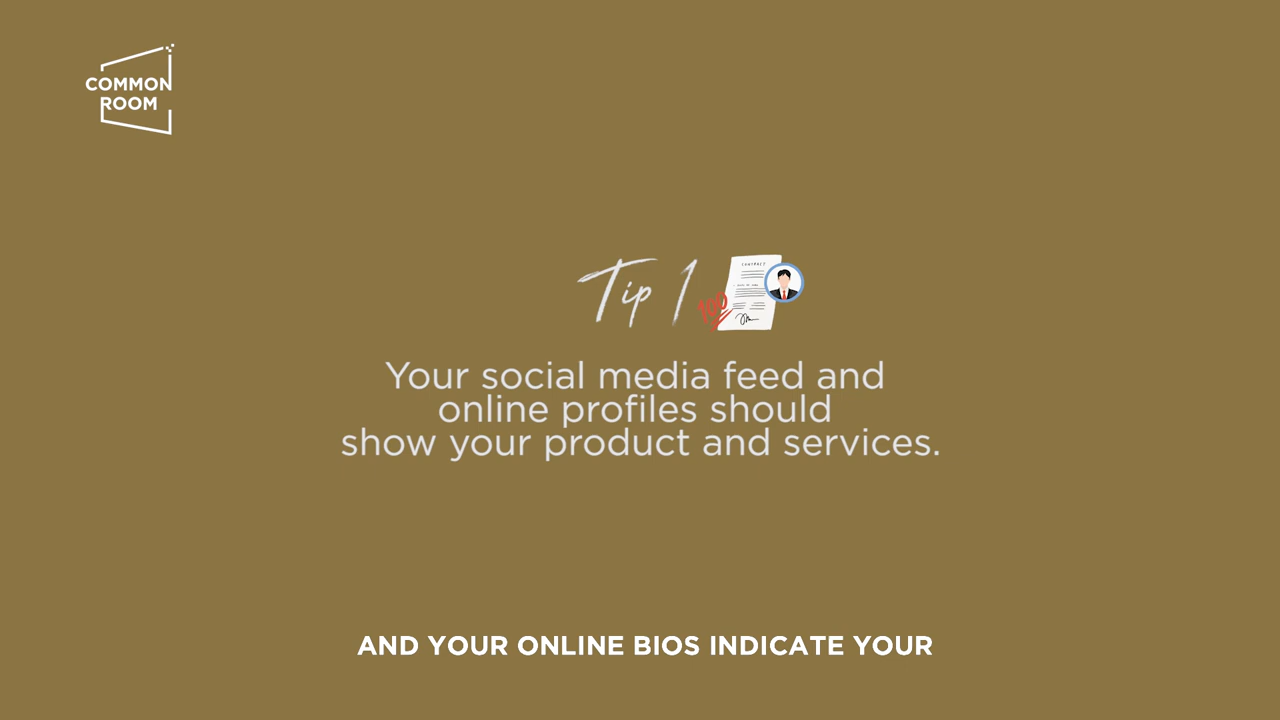 COMMON
ROOM
Tip 1
CONTRACT
100
Your social media feed and
online profiles should
show your product and services.
AND YOUR ONLINE BIOS INDICATE YOUR